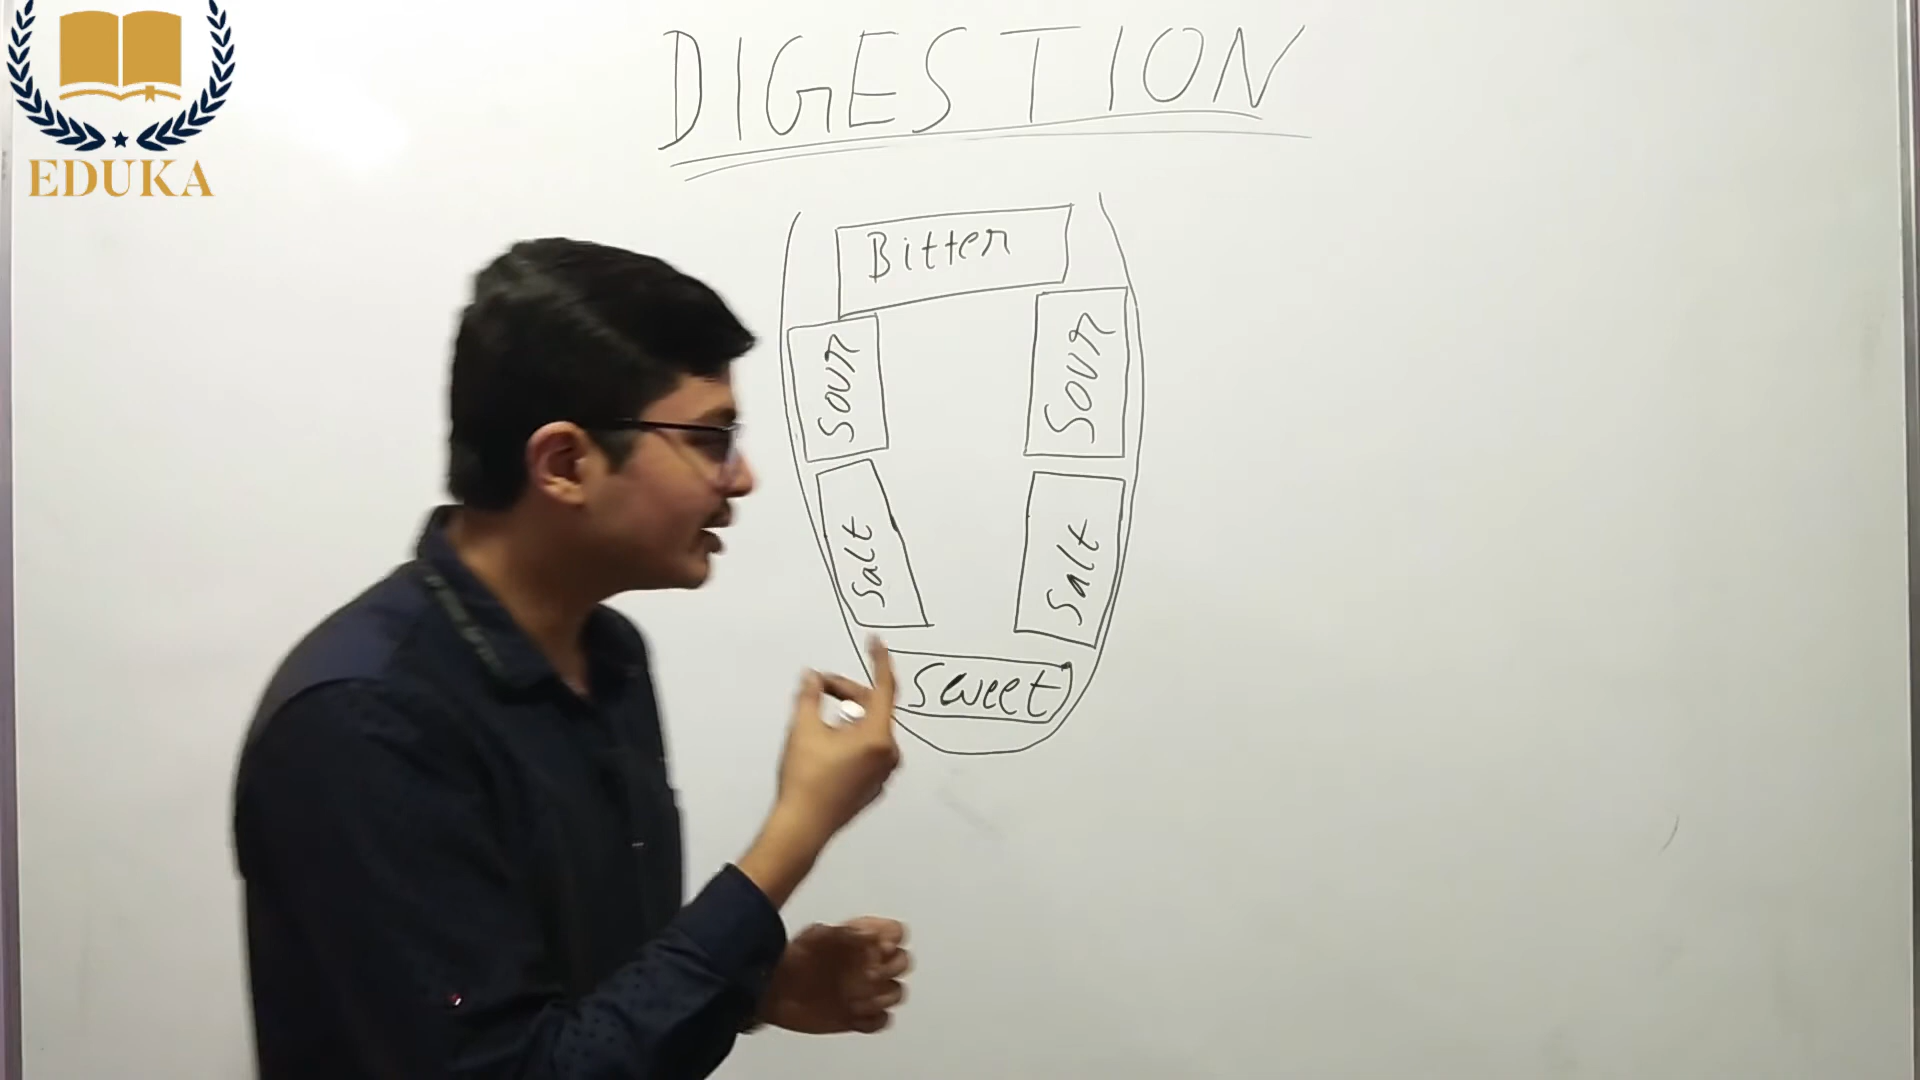 EDUKA
DIGESTION
Bitter
Sour
Sour
Salt
Salt
Sweet